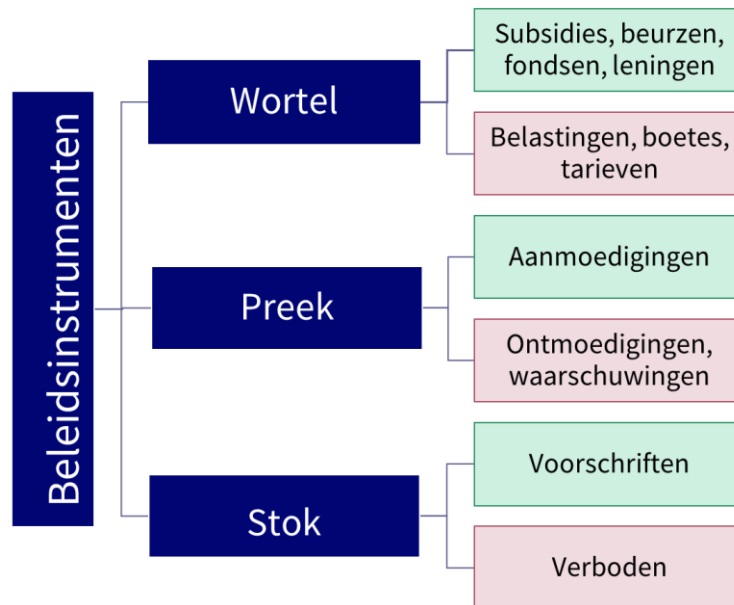 Beleidsinstrumenten
Wortel
Subsidies, beurzen,
fondsen, leningen
Belastingen, boetes,
tarieven
Preek
Aanmoedigingen
Ontmoedigingen,
waarschuwingen
Stok
Voorschriften
Verboden